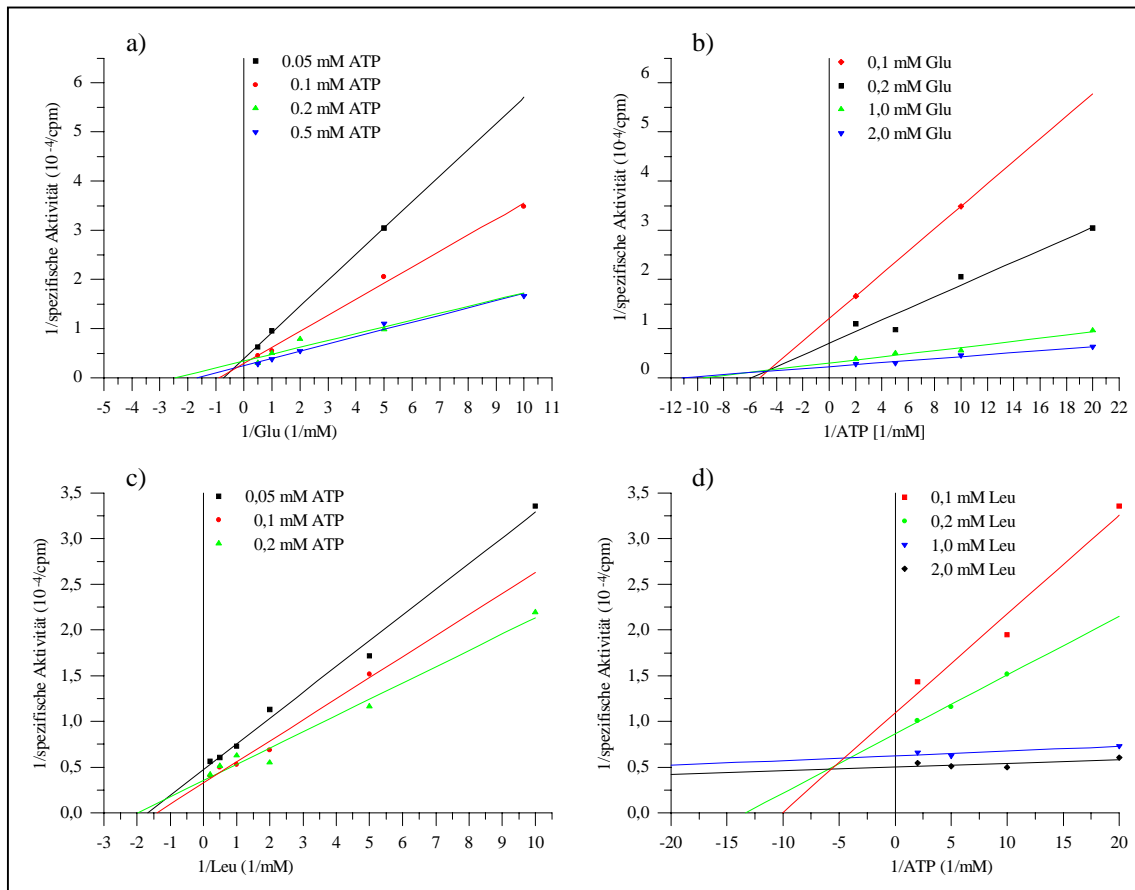 a)
0.05 mM ATP
0.1 mM ATP
0.2 mM ATP
0.5 mM ATP
1/spezifische Aktivität (10 -4/cpm)
6
5
4
3
2
1
0
-5 -4 -3 -2 -1 0 1 2 3 4 5 6 7 8 9 10 11
1/Glu (1/mM)
b)
0,1 mM Glu
0,2 mM Glu
1,0 mM Glu
2,0 mM Glu
1/spezifische Aktivität (10-4/cpm)
6
5
4
3
2
1
0
-12 -10 -8 -6 -4 -2 0 2 4 6 8 10 12 14 16 18 20 22
1/ATP [1/mM]
c)
0,05 mM ATP
0,1 mM ATP
0,2 mM ATP
1/spezifische Aktivität (10-4/cpm)
3,5
3,0
2,5
2,0
1,5
1,0
0,5
0,0
-3 -2 -1 0 1 2 3 4 5 6 7 8 9 10
1/Leu (1/mM)
d)
0,1 mM Leu
0,2 mM Leu
1,0 mM Leu
2,0 mM Leu
1/spezifische Aktivität (10-4/cpm)
3,5
3,0
2,5
2,0
1,5
1,0
0,5
0,0
-20 -15 -10 -5 0 5 10 15 20
1/ATP (1/mM)